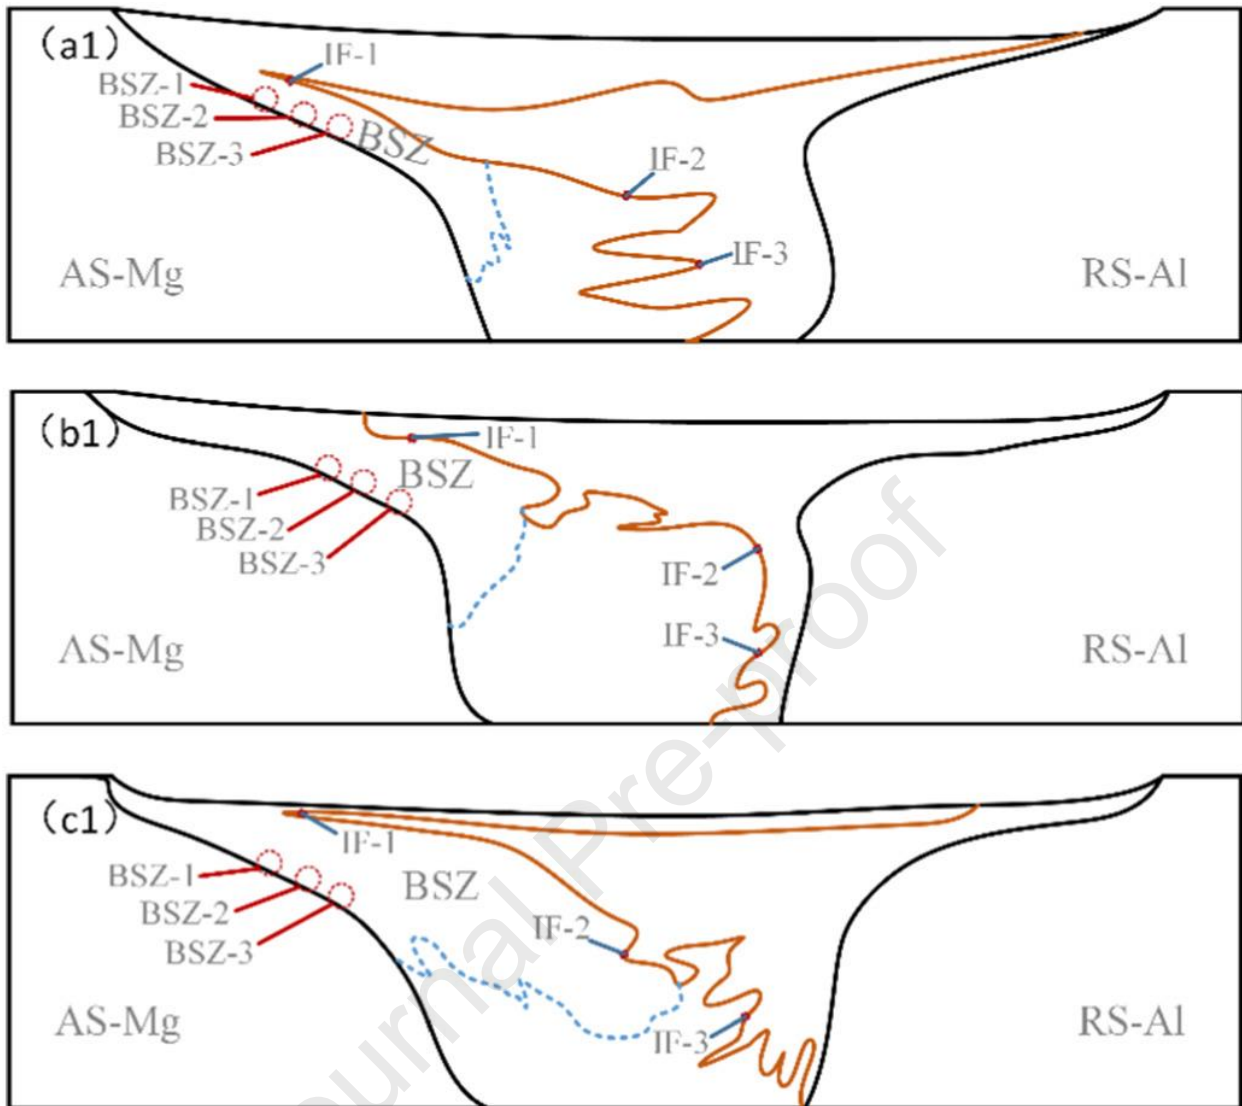 (a1)
IF-1
BSZ-1
BSZ-2
BSZ
BSZ-3
IF-2
IF-3
AS-Mg
RS-Al
(b1)
IF-1
BSZ
BSZ-1
BSZ-2
BSZ-3
IF-2
IF-3
AS-Mg
RS-Al
(c1)
IF-1
BSZ-1
BSZ
BSZ-2
IF-2
BSZ-3
AS-Mg
RS-Al
IF-3
urnal Pre-proof